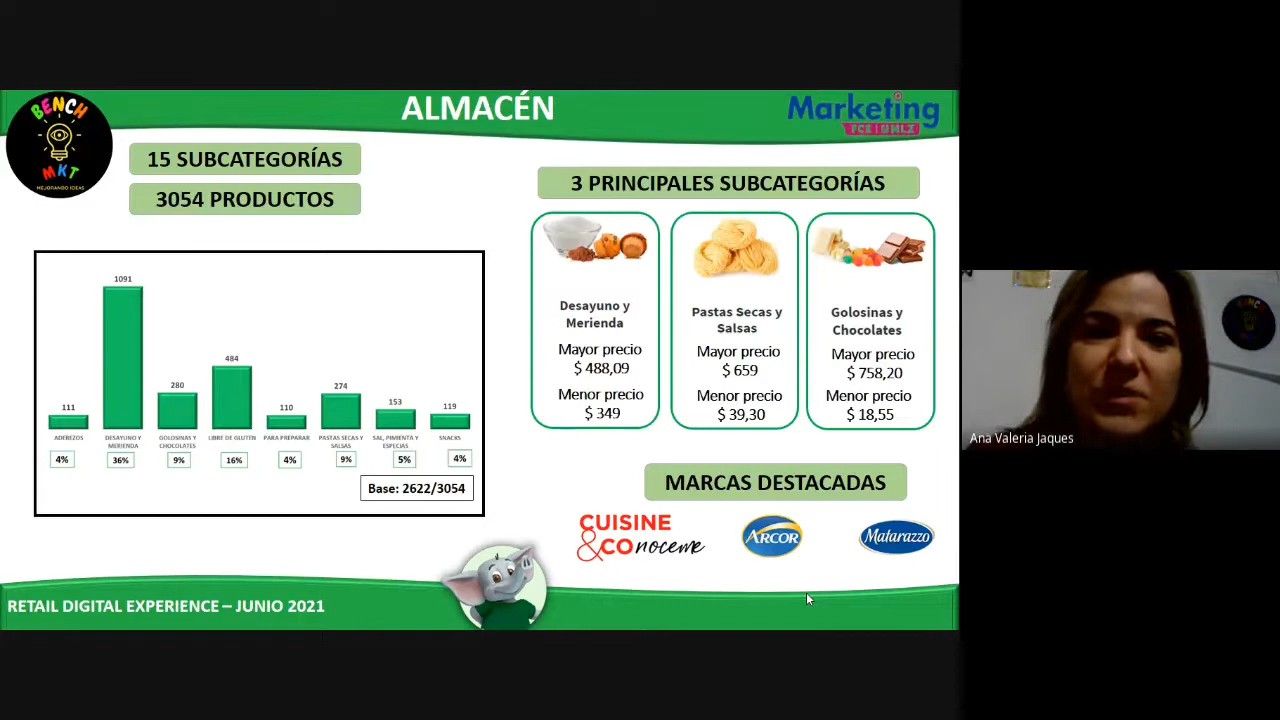 BENCH
MKT
MEJORANDO IDEAS
ALMACÉN
Marketing
FCE | UNLZ
15 SUBCATEGORÍAS
3054 PRODUCTOS
1091
484
280
274
153
111
110
119
ADEREZOS
DESAYUNO Y
MERIENDA
GOLOSINAS Y
CHOCOLATES
LIBRE DE GLUTEN
PARA PREPARAR
PASTAS SECAS Y
SALSAS
SAL, PIMIENTA Y
ESPECIAS
SNACKS
4%
36%
9%
16%
4%
9%
5%
4%
Base: 2622/3054
3 PRINCIPALES SUBCATEGORÍAS
Desayuno y
Merienda
Mayor precio
$ 488,09
Menor precio
$ 349
Pastas Secas y
Salsas
Mayor precio
$ 659
Menor precio
$ 39,30
Golosinas y
Chocolates
Mayor precio
$ 758,20
Menor precio
$ 18,55
MARCAS DESTACADAS
CUISINE
&CO noceme
ARCOR
Matarazzo
RETAIL DIGITAL EXPERIENCE – JUNIO 2021
BENCH
Ana Valeria Jaques